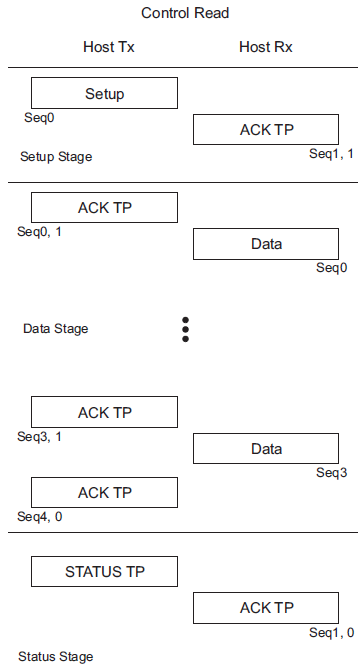 Control Read
Host Tx Host Rx
Setup
Seq0
ACK TP
Seq1, 1
Setup Stage
ACK TP
Seq0, 1
Data
Seq0
Data Stage
ACK TP
Seq3, 1
Data
Seq3
ACK TP
Seq4, 0
STATUS TP
ACK TP
Seq1, 0
Status Stage